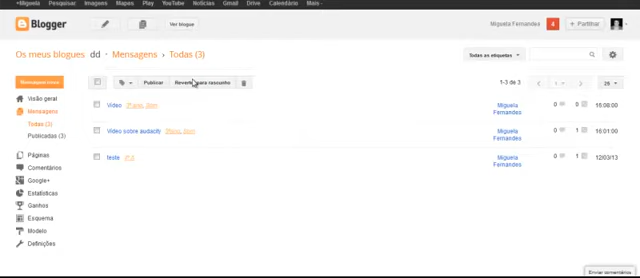 +Miguela Pesquisar Imagens Mapas Play YouTube Notícias Gmail Drive Calendário Mais
Blogger
Ver blogue
Miguela Fernandes
4
+ Partilhar
Os meus blogues dd · Mensagens › Todas (3)
Todas as etiquetas
Mensagem nova
Publicar
Reverter para rascunho
1-3 de 3
1
25
Visão geral
Mensagens
Todas (3)
Publicadas (3)
Páginas
Comentários
Google+
Estatísticas
Ganhos
Esquema
Modelo
Definições
Vídeo
Miguela Fernandes
0
0
16:08:00
Vídeo sobre audacity
Miguela Fernandes
0
1
16:01:00
teste
Miguela Fernandes
0
1
12/03/13
Enviar comentários